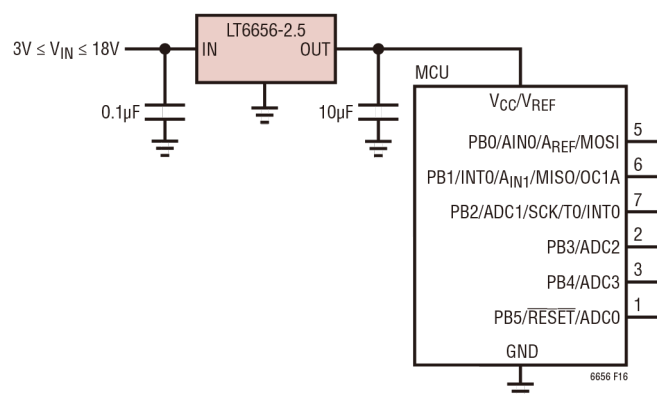 3V ≤ VIN ≤ 18V
LT6656-2.5
IN
OUT
0.1µF
10µF
MCU
VCC/VREF
PB0/AIN0/AREF/MOSI
5
PB1/INT0/AIN1/MISO/OC1A
6
PB2/ADC1/SCK/T0/INT0
7
PB3/ADC2
2
PB4/ADC3
3
PB5/RESET/ADC0
1
GND
6656 F16